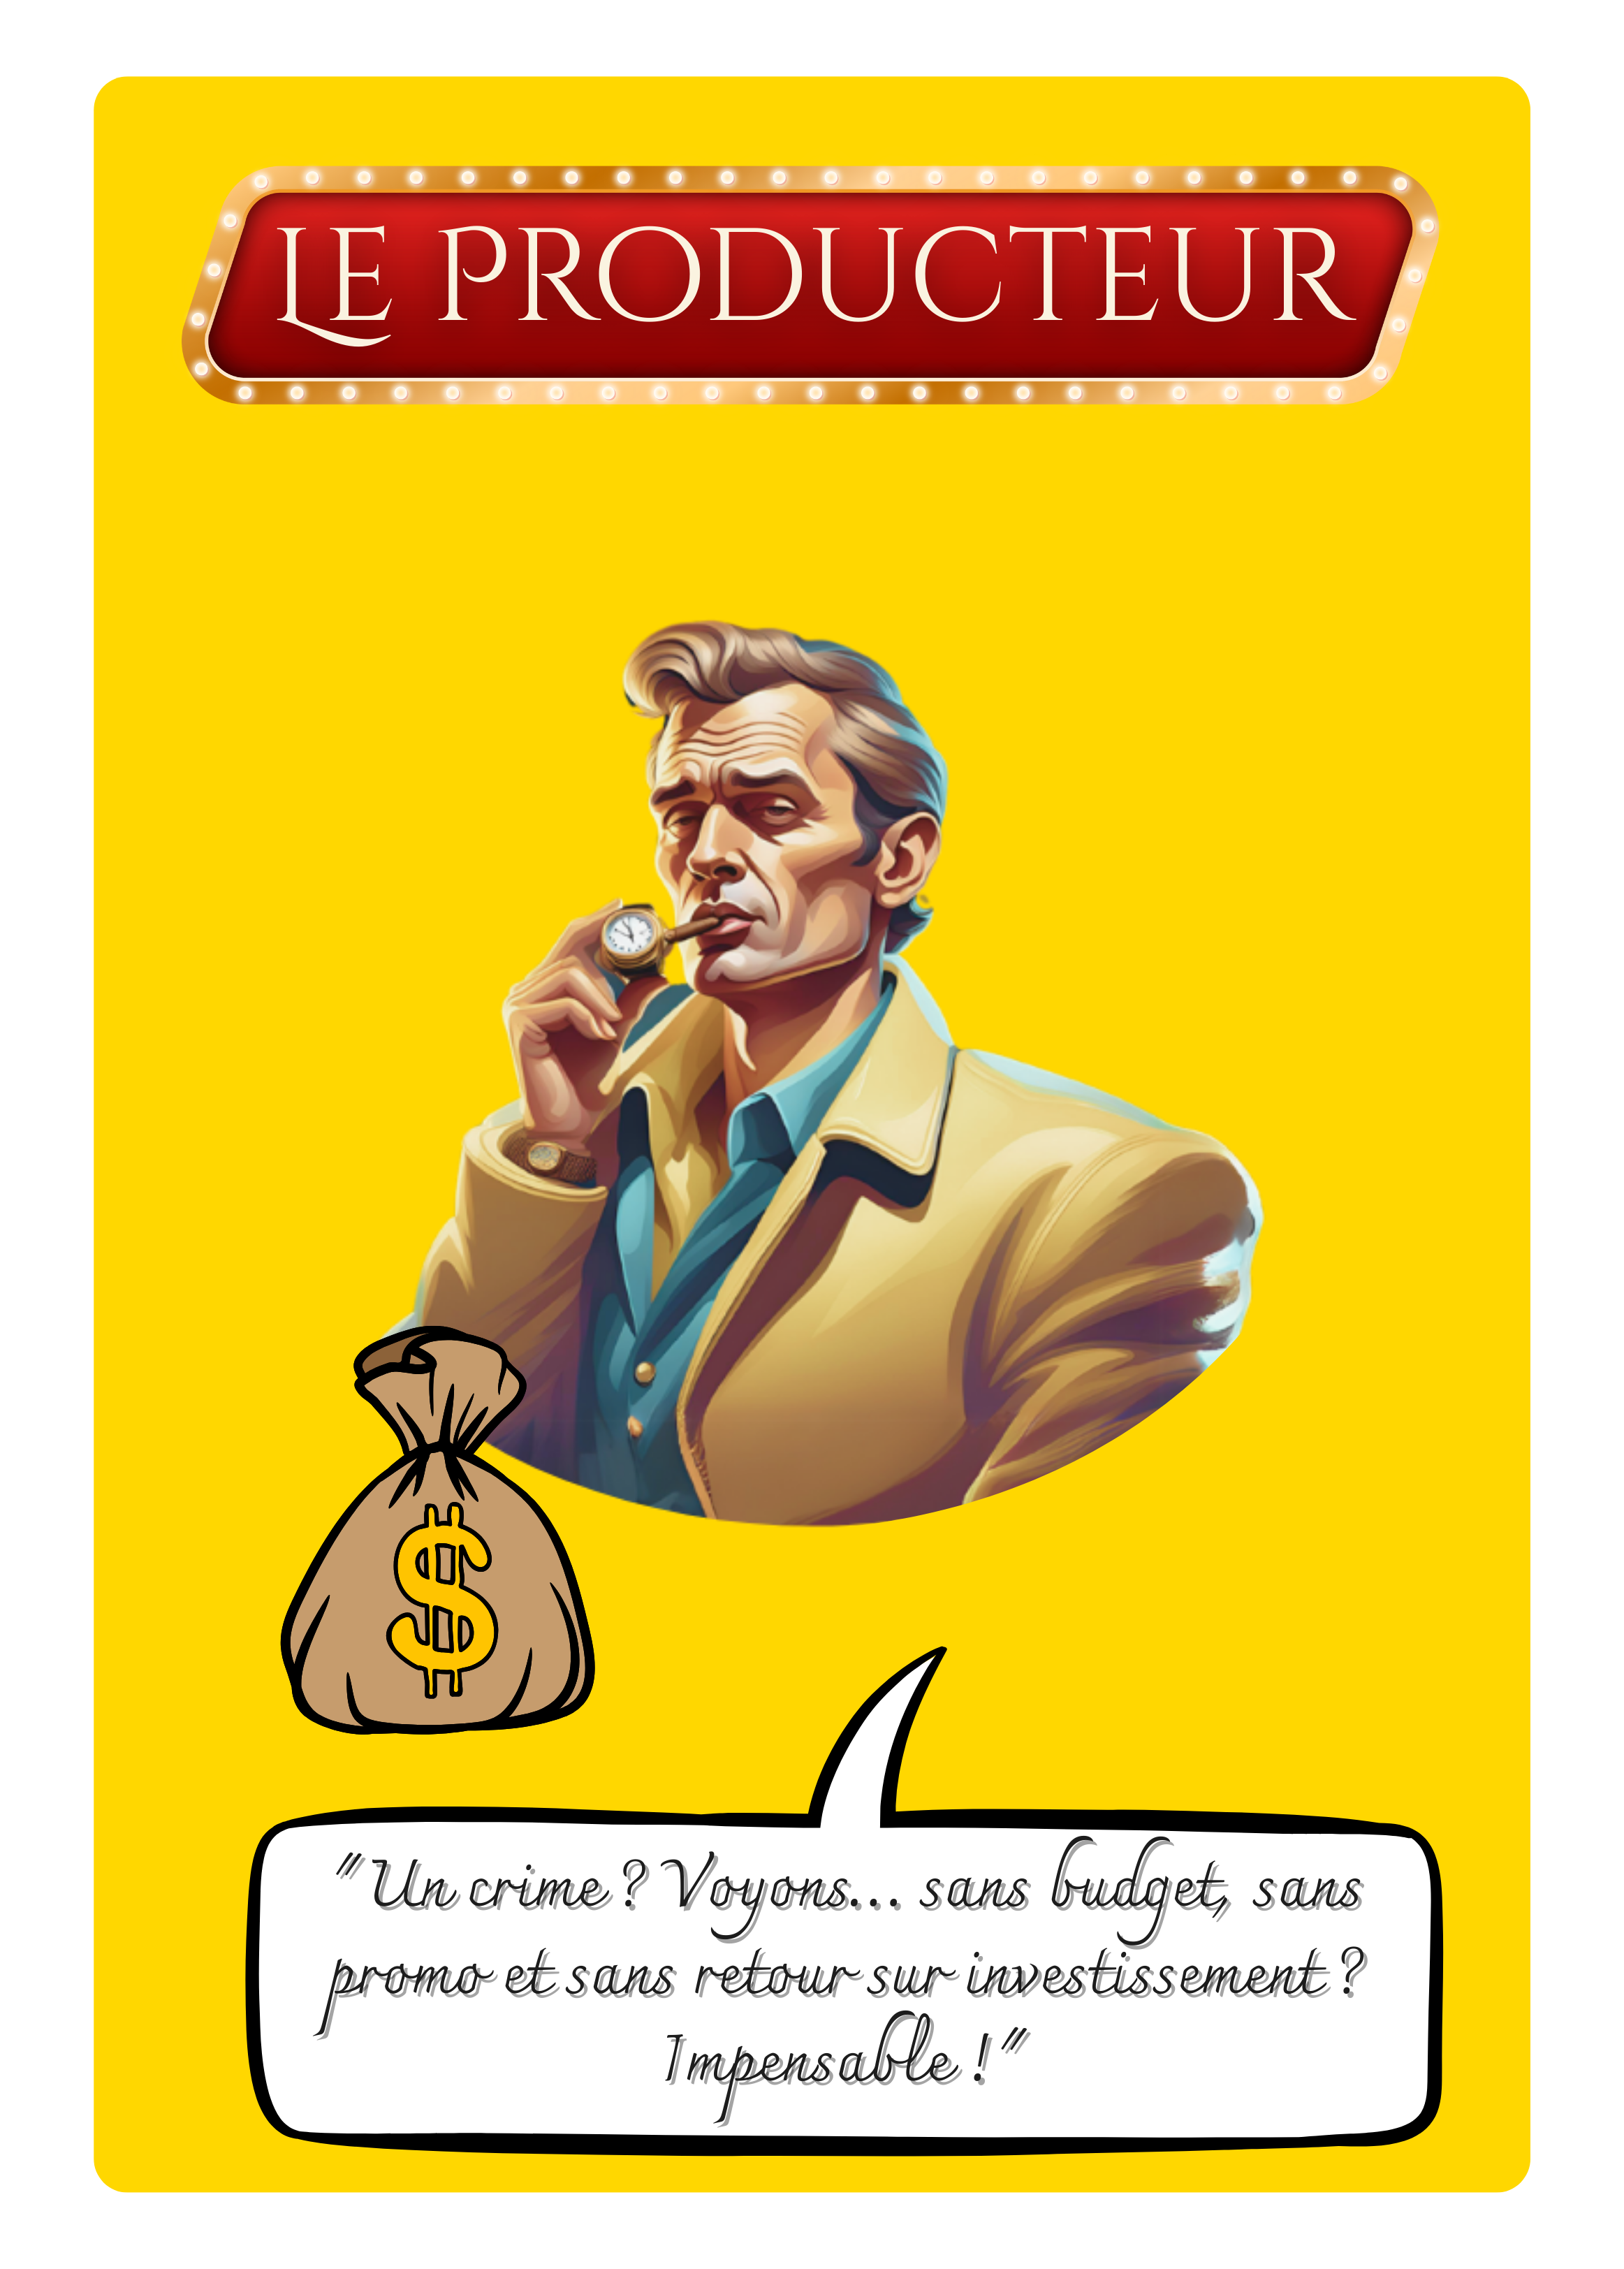 LE PRODUCTEUR
$
"Un crime ? Voyons... sans budget, sans
promo et sans retour sur investissement ?
Impensable !"